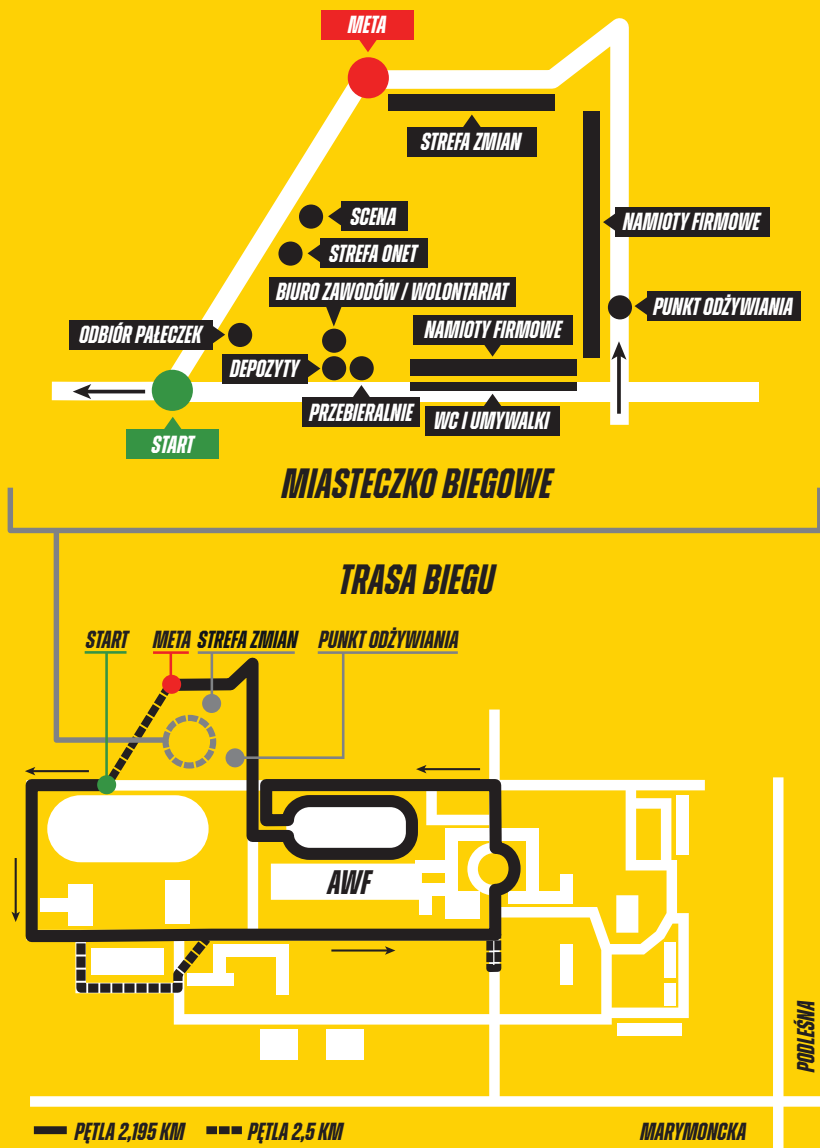 META
STREFA ZMIAN
SCENA
NAMIOTY FIRMOWE
STREFA ONET
BIURO ZAWODÓW / WOLONTARIAT
PUNKT ODŻYWIANIA
ODBIÓR PAŁECZEK
NAMIOTY FIRMOWE
DEPOZYTY
PRZEBIERALNIE
WC I UMYWALKI
START
MIASTECZKO BIEGOWE
TRASA BIEGU
START
META
STREFA ZMIAN
PUNKT ODŻYWIANIA
AWF
PODLEŚNA
PĘTLA 2,195 KM
PĘTLA 2,5 KM
MARYMONCKA